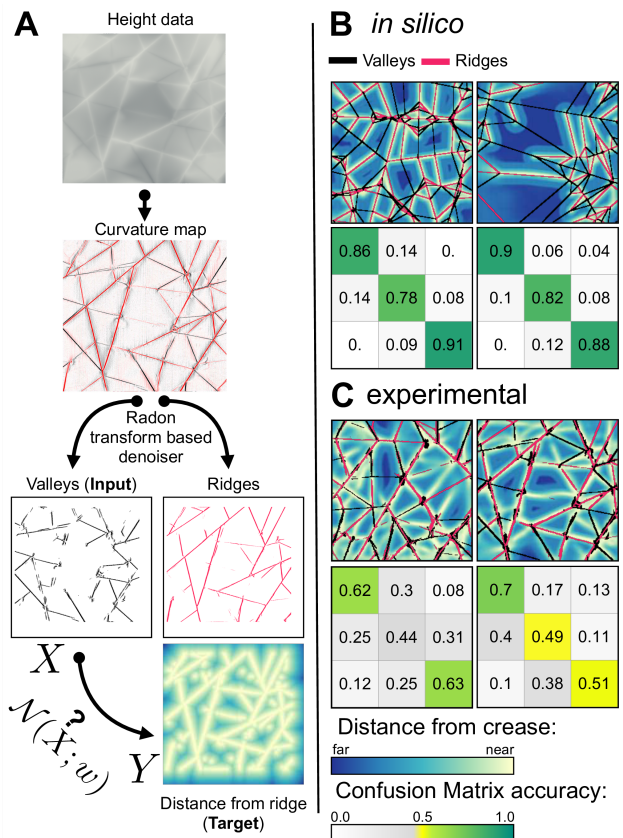 A
Height data
Curvature map
Radon
transform based
denoiser
Valleys (Input)
Ridges
X
?
N(X;w)
Y
Distance from ridge
(Target)
B in silico
Valleys Ridges
0.86 0.14 0.
0.14 0.78 0.08
0. 0.09 0.91
0.9 0.06 0.04
0.1 0.82 0.08
0.12 0.88
C experimental
0.62 0.3 0.08
0.25 0.44 0.31
0.12 0.25 0.63
0.7 0.17 0.13
0.4 0.49 0.11
0.1 0.38 0.51
Distance from crease:
far near
Confusion Matrix accuracy:
0.0 0.5 1.0